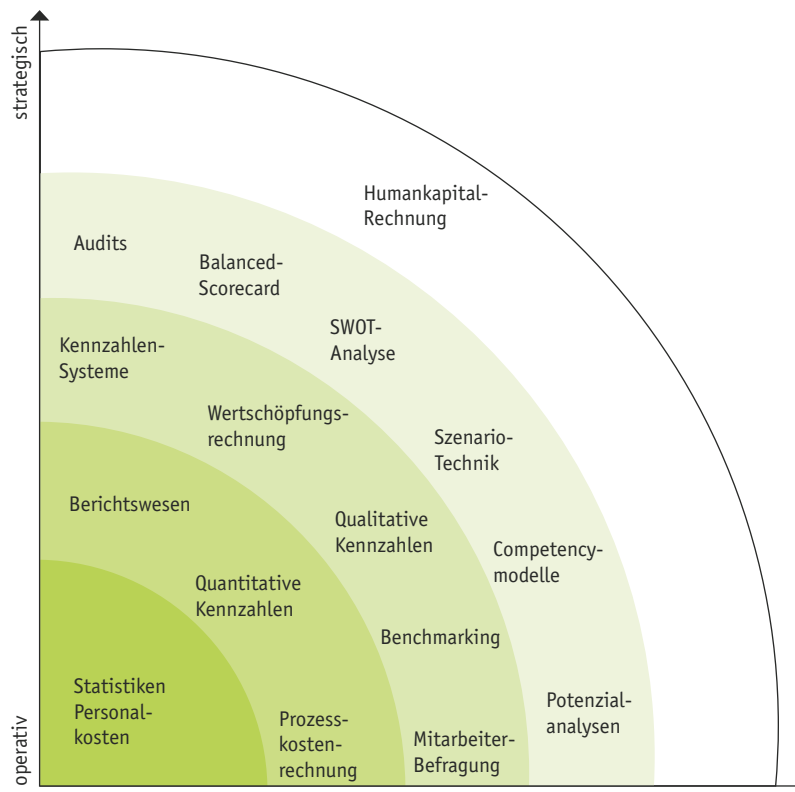 strategisch
Humankapital-
Rechnung
Audits
Balanced-
Scorecard
SWOT-
Analyse
Kennzahlen-
Systeme
Wertschöpfungs-
rechnung
Szenario-
Technik
Berichtswesen
Qualitative
Kennzahlen
Competency-
modelle
Quantitative
Kennzahlen
Benchmarking
Statistiken
Personal-
kosten
Prozess-
kosten-
rechnung
Mitarbeiter-
Befragung
Potenzial-
analysen
operativ